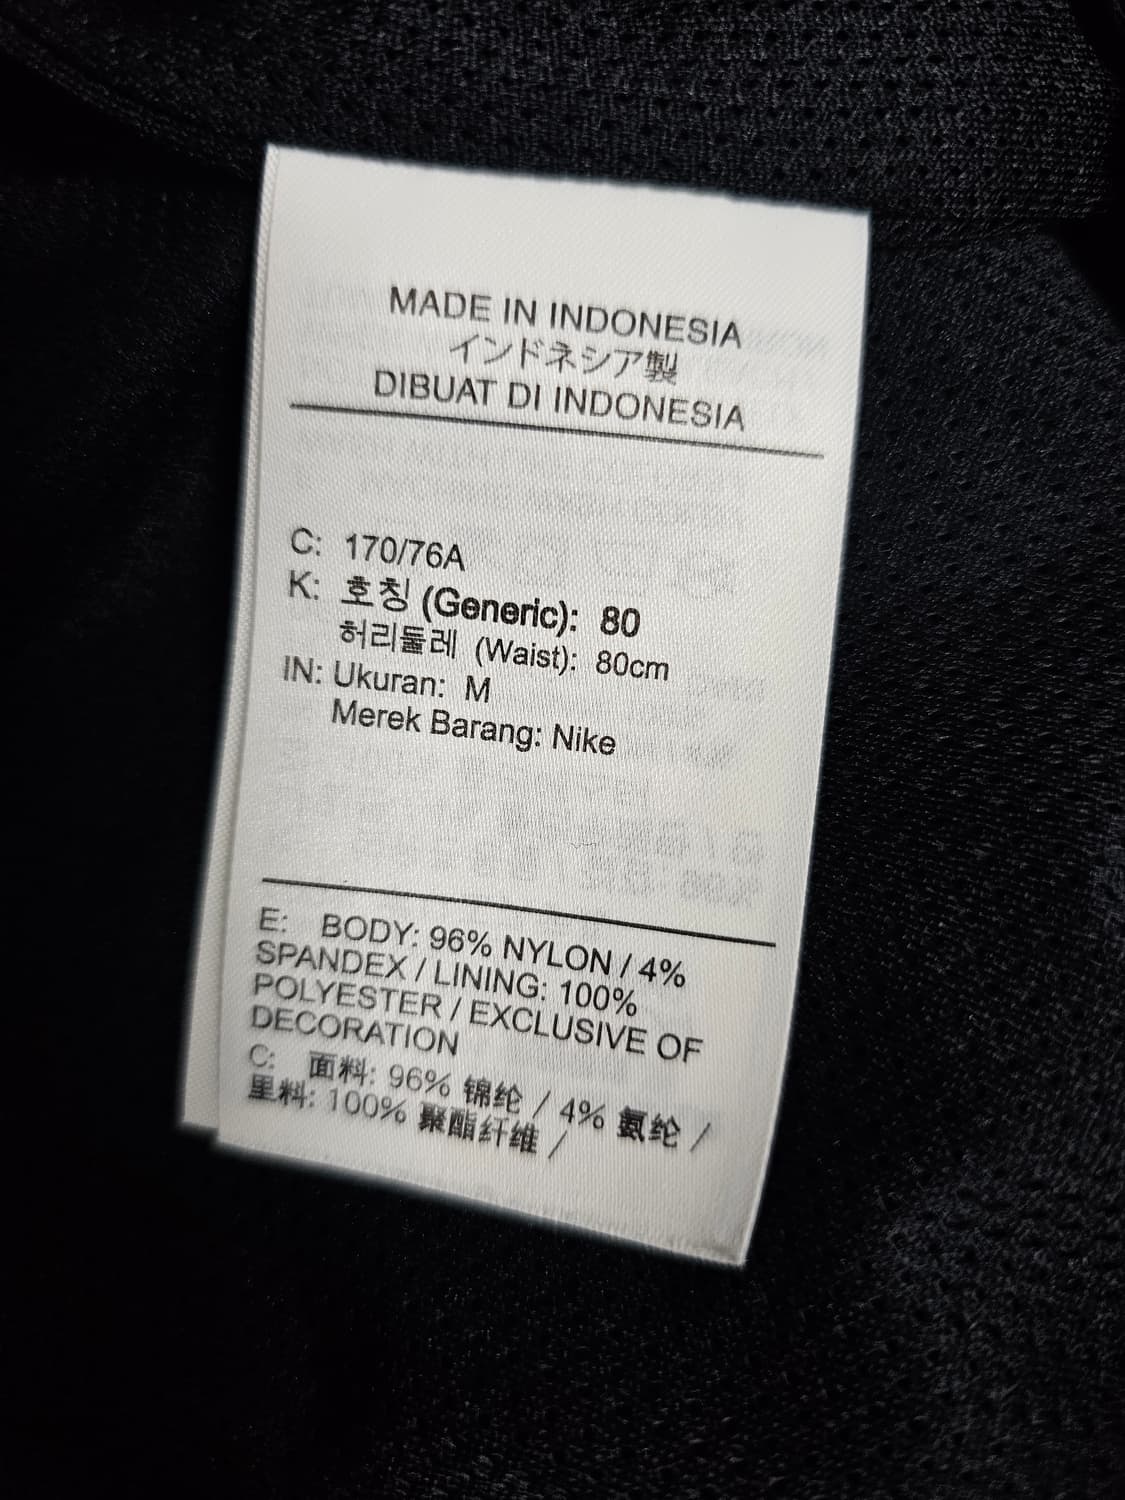 MADE IN INDONESIA
インドネシア製
DIBUAT DI INDONESIA
C: 170/76A
K: 호칭 (Generic): 80
허리둘레 (Waist): 80cm
IN: Ukuran: M
Merek Barang: Nike
E: BODY: 96% NYLON / 4%
SPANDEX / LINING: 100%
POLYESTER / EXCLUSIVE OF
DECORATION
C: 面料: 96% 锦纶 / 4% 氨纶 /
里料: 100% 聚酯纤维 /